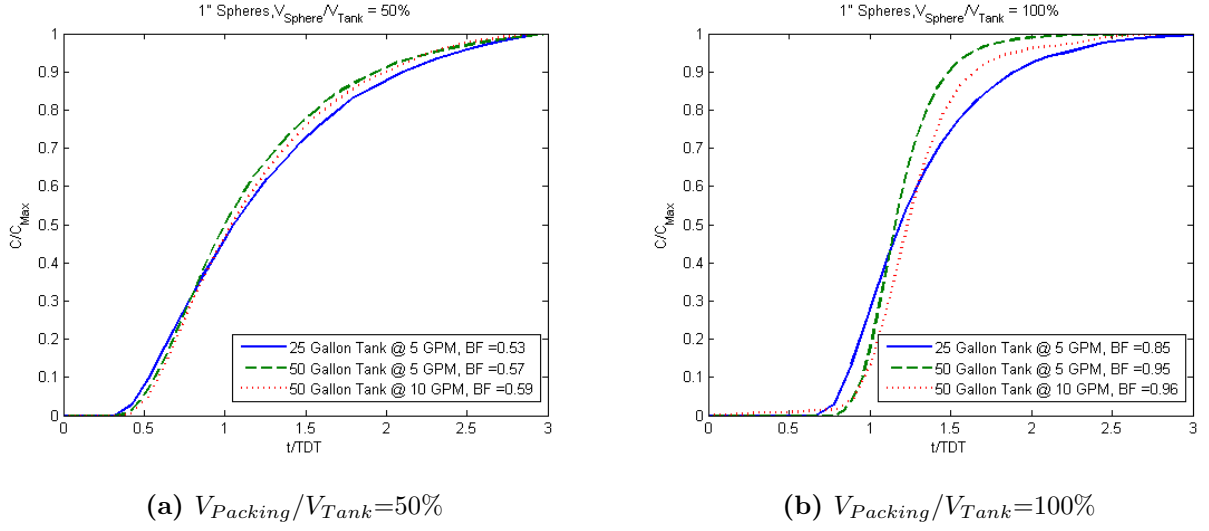 1" Spheres,V_Sphere/V_Tank = 50%
1
0.9
0.8
0.7
0.6
0.5
0.4
0.3
0.2
0.1
0
C/C_Max
25 Gallon Tank @ 5 GPM, BF =0.53
50 Gallon Tank @ 5 GPM, BF =0.57
50 Gallon Tank @ 10 GPM, BF =0.59
0 0.5 1 1.5 2 2.5 3
t/TDT
(a) V_Packing/V_Tank=50%
1" Spheres,V_Sphere/V_Tank = 100%
1
0.9
0.8
0.7
0.6
0.5
0.4
0.3
0.2
0.1
0
C/C_Max
25 Gallon Tank @ 5 GPM, BF =0.85
50 Gallon Tank @ 5 GPM, BF =0.95
50 Gallon Tank @ 10 GPM, BF =0.96
0 0.5 1 1.5 2 2.5 3
t/TDT
(b) V_Packing/V_Tank=100%